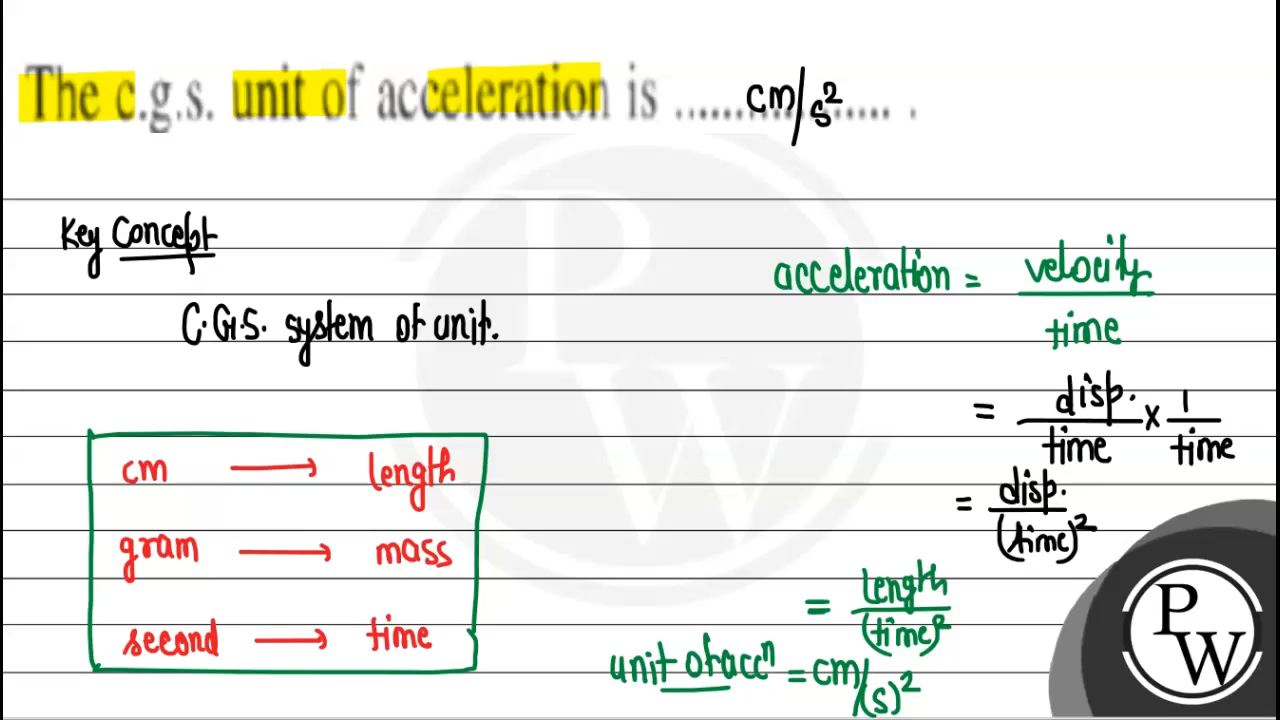 The c.g.s. unit of acceleration is .................. . cm/s²
Key Concept
C.G.S. system of unit.
cm → length
gram → mass
second → time
acceleration = velocity / time
= disp. / time × 1 / time
= disp. / (time)²
= length / (time)²
unit of accⁿ = cm/(s)²
PW
PW